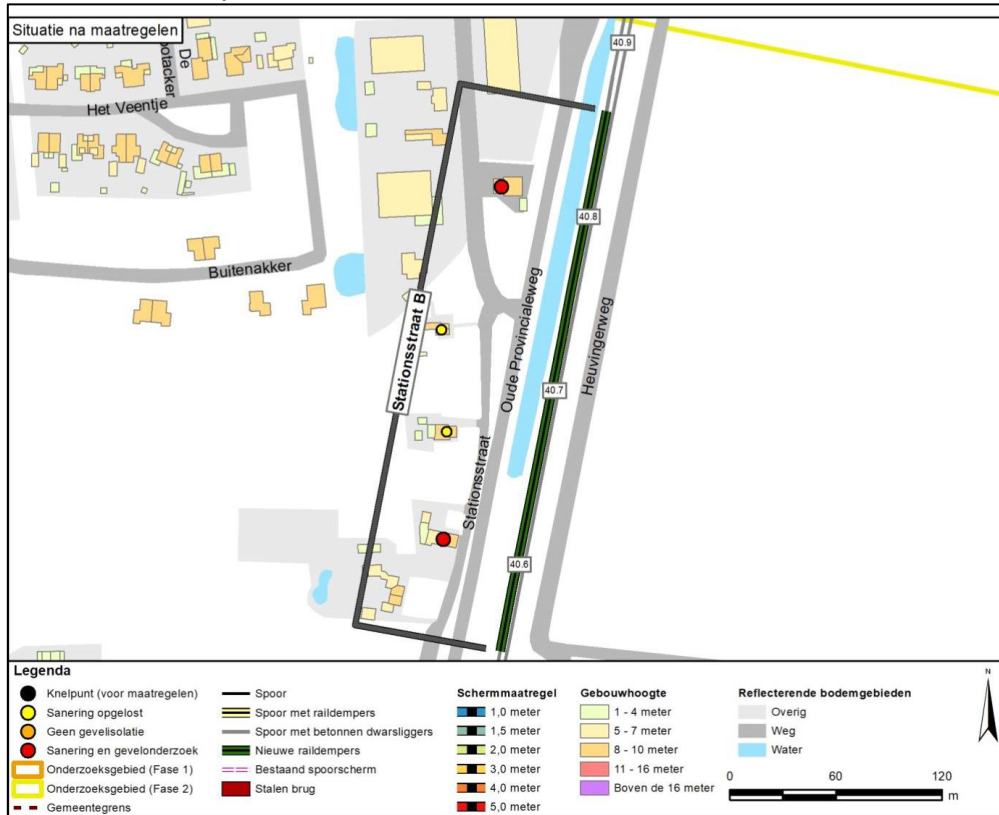 Situatie na maatregelen
De
Het Veentje
Buitenakker
Stationsstraat B
Stationsstraat
Oude Provincialeweg
Heuvingerweg
40.9
40.8
40.7
40.6
Legenda
Knelpunt (voor maatregelen)
Sanering opgelost
Geen gevelisolatie
Sanering en gevelonderzoek
Onderzoeksgebied (Fase 1)
Onderzoeksgebied (Fase 2)
Gemeentegrens
Spoor
Spoor met raildempers
Spoor met betonnen dwarsliggers
Nieuwe raildempers
Bestaand spoorscherm
Stalen brug
Schermmaatregel
1,0 meter
1,5 meter
2,0 meter
3,0 meter
4,0 meter
5,0 meter
Gebouwhoogte
1 - 4 meter
5 - 7 meter
8 - 10 meter
11 - 16 meter
Boven de 16 meter
Reflecterende bodemgebieden
Overig
Weg
Water
N
0 60 120
m